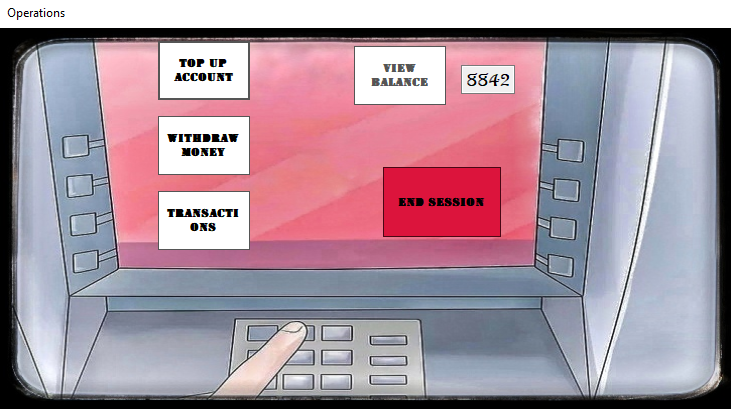 Operations
TOP UP
ACCOUNT
VIEW
BALANCE
8842
WITHDRAW
MONEY
TRANSACTI
ONS
END SESSION